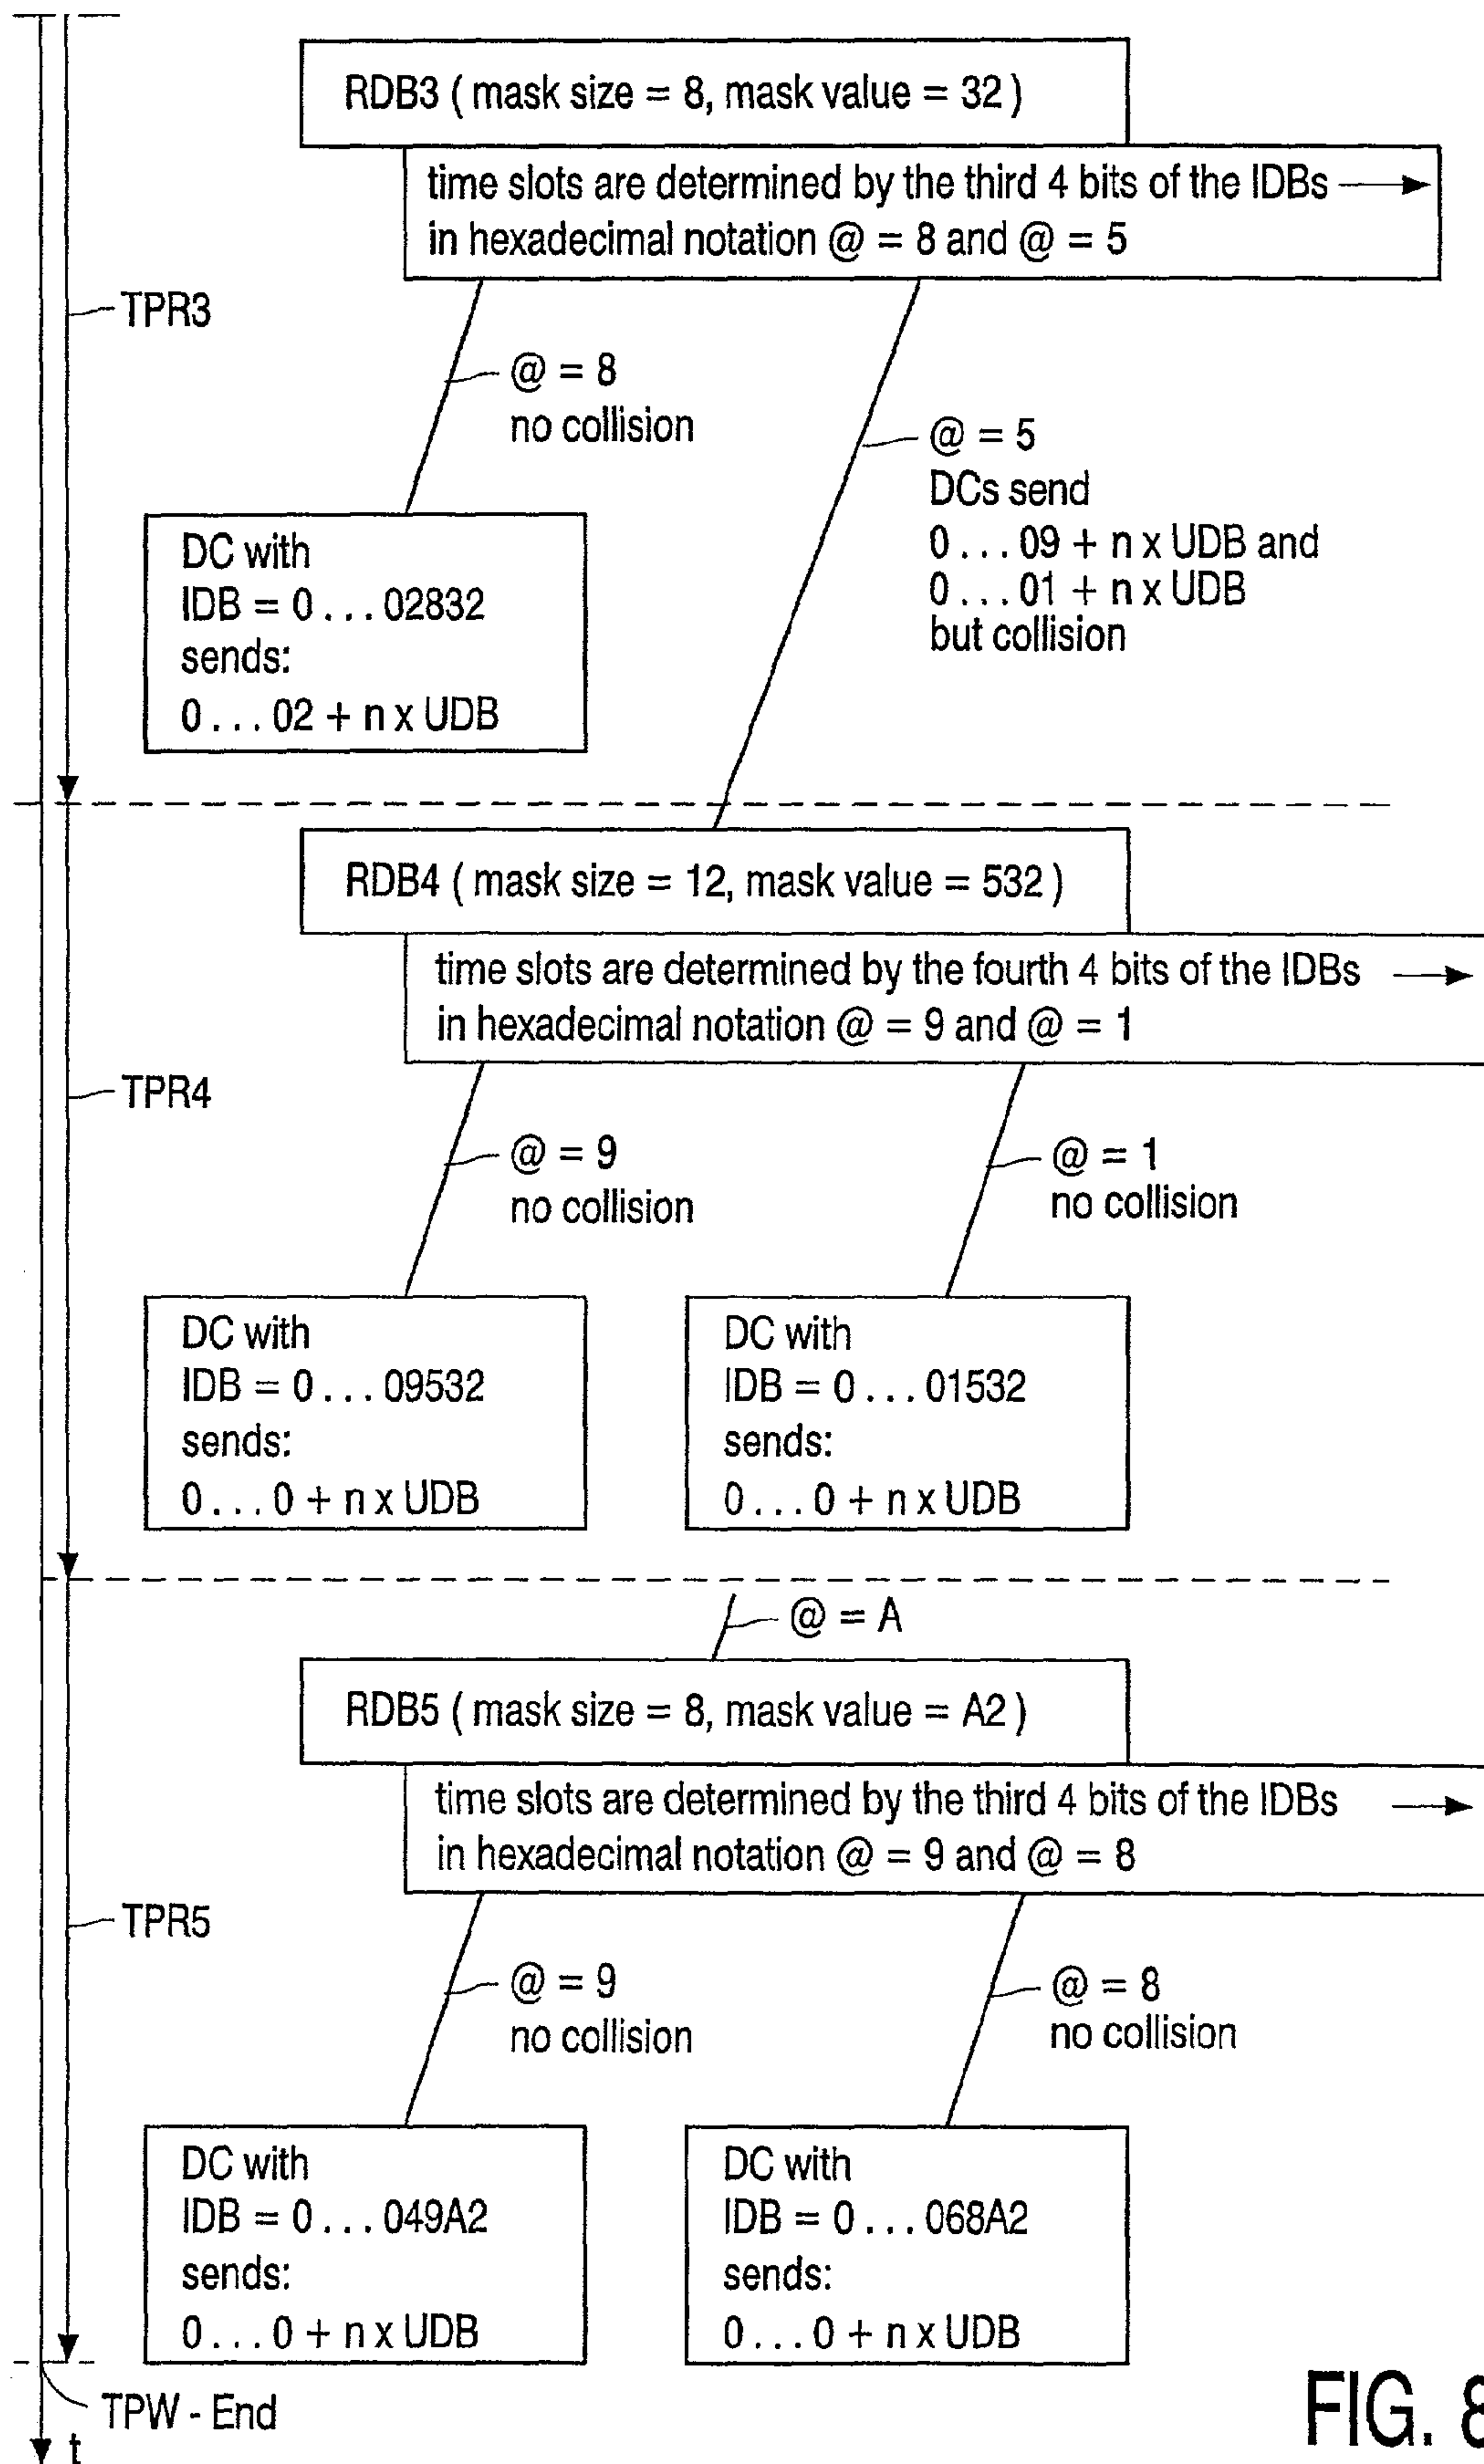 RDB3 ( mask size = 8, mask value = 32 )
time slots are determined by the third 4 bits of the IDBs
in hexadecimal notation @ = 8 and @ = 5
TPR3
@ = 8
no collision
@ = 5
DCs send
0 . . . 09 + n x UDB and
0 . . . 01 + n x UDB
but collision
DC with
IDB = 0 . . . 02832
sends:
0 . . . 02 + n x UDB
RDB4 ( mask size = 12, mask value = 532 )
time slots are determined by the fourth 4 bits of the IDBs
in hexadecimal notation @ = 9 and @ = 1
TPR4
@ = 9
no collision
@ = 1
no collision
DC with
IDB = 0 . . . 09532
sends:
0 . . . 0 + n x UDB
DC with
IDB = 0 . . . 01532
sends:
0 . . . 0 + n x UDB
@ = A
RDB5 ( mask size = 8, mask value = A2 )
time slots are determined by the third 4 bits of the IDBs
in hexadecimal notation @ = 9 and @ = 8
TPR5
@ = 9
no collision
@ = 8
no collision
DC with
IDB = 0 . . . 049A2
sends:
0 . . . 0 + n x UDB
DC with
IDB = 0 . . . 068A2
sends:
0 . . . 0 + n x UDB
TPW - End
t
FIG. 8